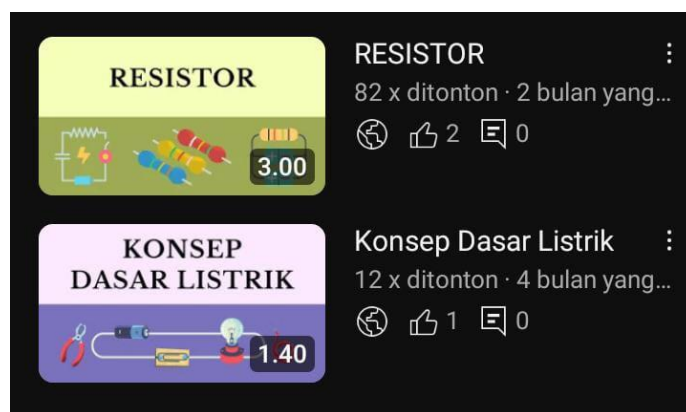 RESISTOR
3.00
RESISTOR
82 x ditonton · 2 bulan yang...
2
0
KONSEP
DASAR LISTRIK
1.40
Konsep Dasar Listrik
12 x ditonton · 4 bulan yang...
1
0